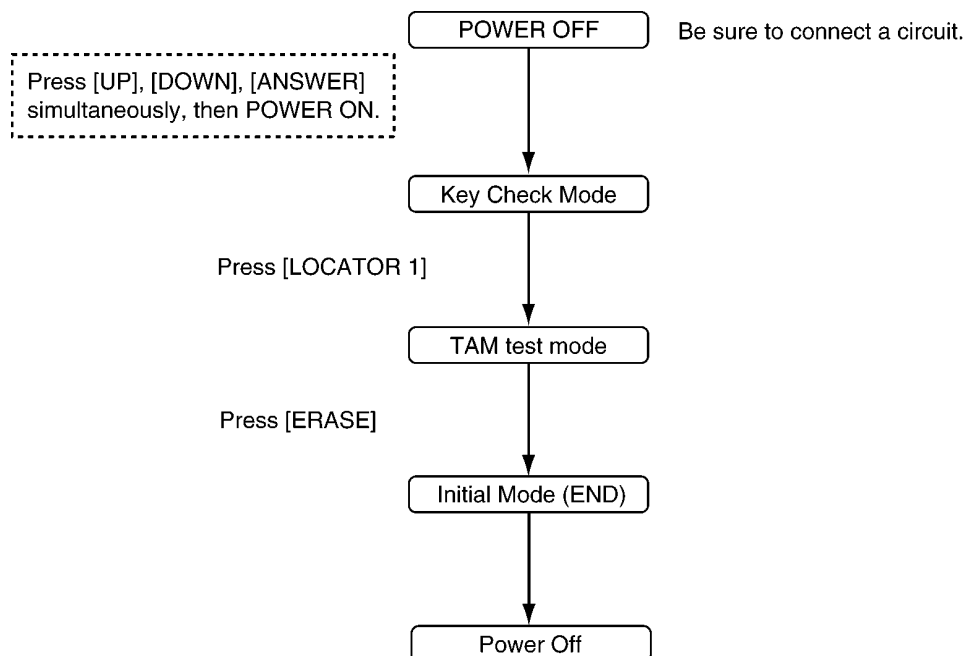 POWER OFF
Be sure to connect a circuit.
Press [UP], [DOWN], [ANSWER]
simultaneously, then POWER ON.
Key Check Mode
Press [LOCATOR 1]
TAM test mode
Press [ERASE]
Initial Mode (END)
Power Off